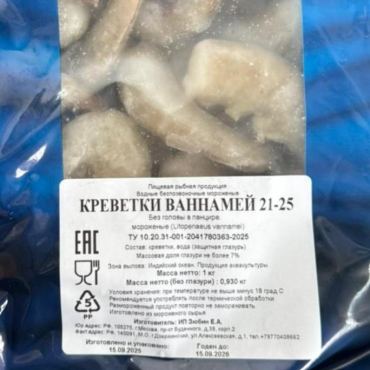 Пищевая рыбная продукция
Водные беспозвоночные мороженые
КРЕВЕТКИ ВАННАМЕЙ 21-25
Без головы в панцире
мороженые (Litopenaeus vannamei)
ТУ 10.20.31-001-2041780363-2025
Состав: креветки, вода (защитная глазурь)
Массовая доля глазури не более 7%
Зона вылова: Индийский океан. Продукция аквакультуры.
Масса нетто: 1 кг
Масса нетто (без глазури) : 0,930 кг
Условия хранения: при температуре не выше минус 18 град С.
Рекомендуется употреблять после термической обработки
Размороженный продукт повторно не замораживать.
Изготовлено из мороженого сырья
Изготовитель: ИП Зюбин Е.А.
Изготовлено и упаковано:
15.09.2025
Годен до:
15.09.2026
EAC
PP